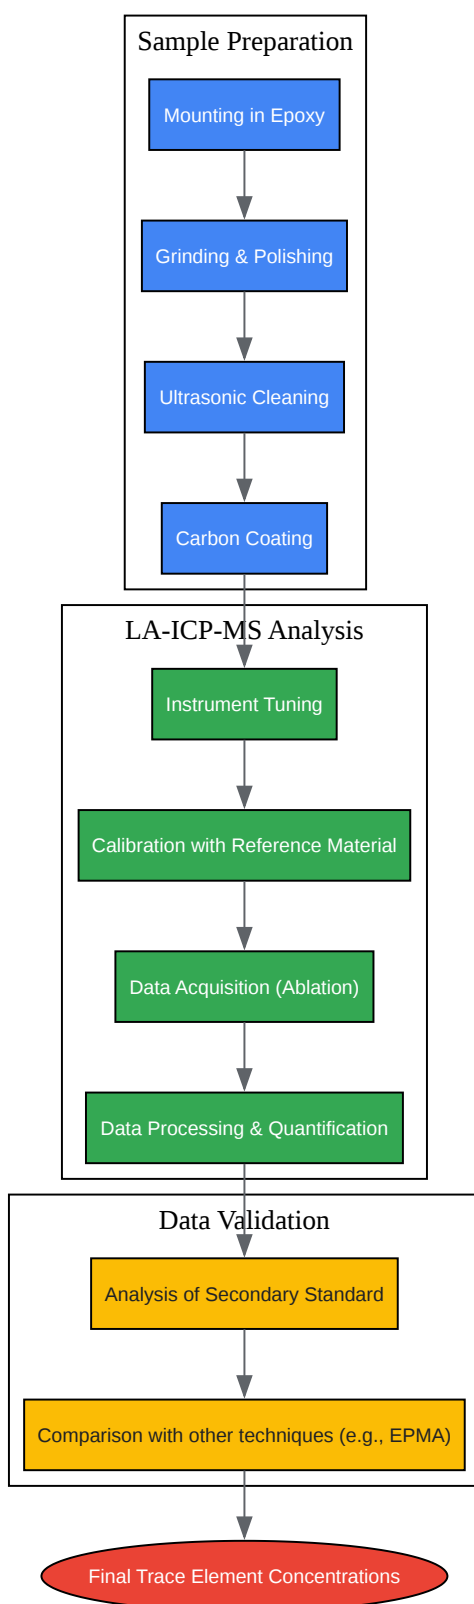 Sample Preparation
Mounting in Epoxy
Grinding & Polishing
Ultrasonic Cleaning
Carbon Coating
LA-ICP-MS Analysis
Instrument Tuning
Calibration with Reference Material
Data Acquisition (Ablation)
Data Processing & Quantification
Data Validation
Analysis of Secondary Standard
Comparison with other techniques (e.g., EPMA)
Final Trace Element Concentrations